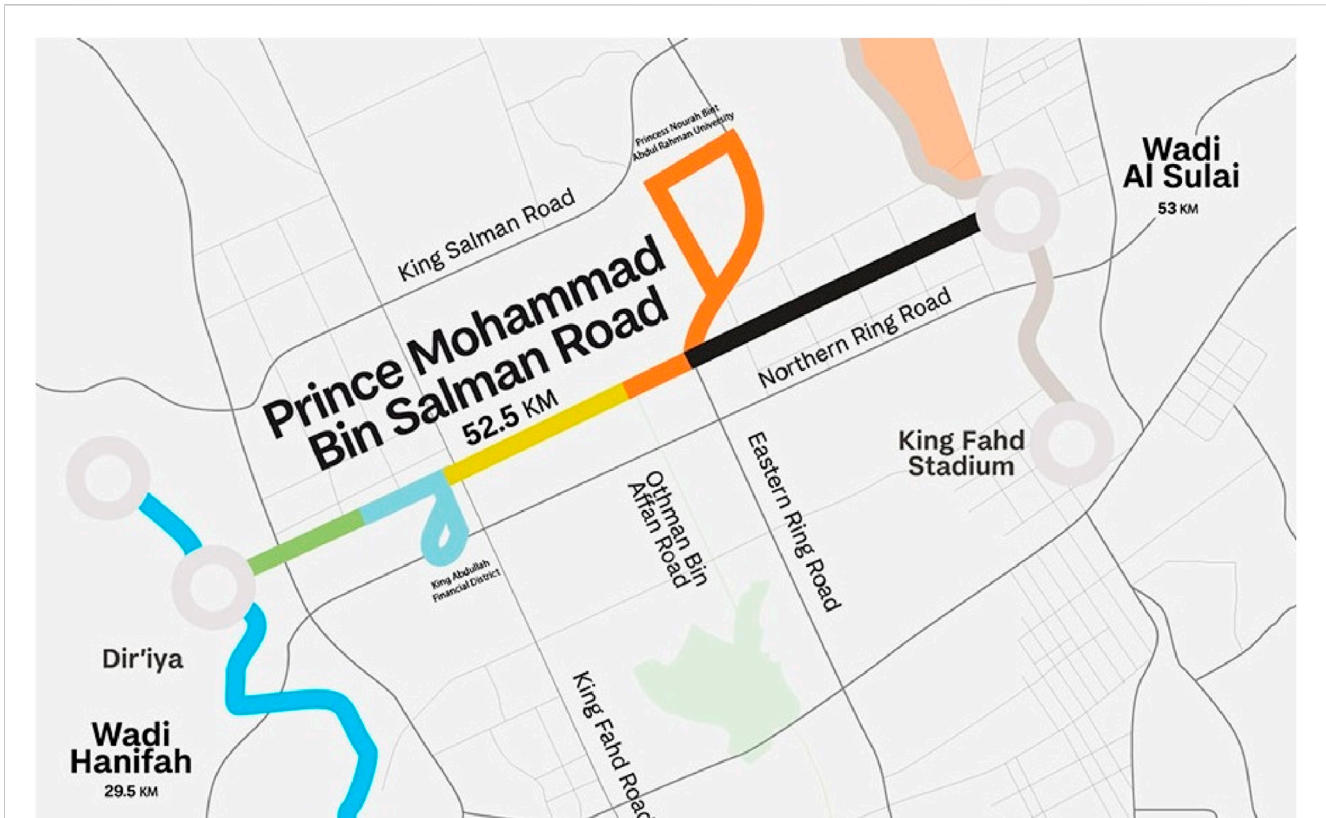 Princess Nourah Bint
Abdul Rahman University
Wadi
Al Sulai
53 KM
King Salman Road
Prince Mohammad
Bin Salman Road
52.5 KM
Northern Ring Road
King Fahd
Stadium
Othman Bin
Affan Road
Eastern Ring Road
King Abdullah
Financial District
Dir'iya
King Fahd Road
Wadi
Hanifah
29.5 KM